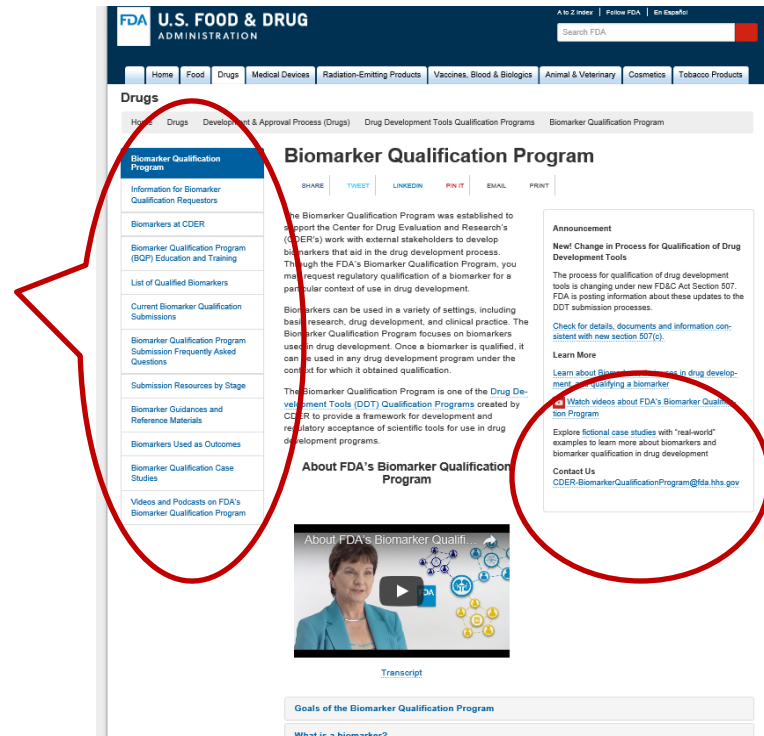 FDA U.S. FOOD & DRUG
ADMINISTRATION
A to Z Index | Follow FDA | En Español
Search FDA
Home Food Drugs Medical Devices Radiation-Emitting Products Vaccines, Blood & Biologics Animal & Veterinary Cosmetics Tobacco Products
Drugs
Home Drugs Development & Approval Process (Drugs) Drug Development Tools Qualification Programs Biomarker Qualification Program
Biomarker Qualification
Program
Information for Biomarker
Qualification Requestors
Biomarkers at CDER
Biomarker Qualification Program
(BQP) Education and Training
List of Qualified Biomarkers
Current Biomarker Qualification
Submissions
Biomarker Qualification Program
Submission Frequently Asked
Questions
Submission Resources by Stage
Biomarker Guidances and
Reference Materials
Biomarkers Used as Outcomes
Biomarker Qualification Case
Studies
Videos and Podcasts on FDA's
Biomarker Qualification Program
Biomarker Qualification Program
SHARE TWEET LINKEDIN PIN IT EMAIL PRINT
The Biomarker Qualification Program was established to
support the Center for Drug Evaluation and Research's
(CDER's) work with external stakeholders to develop
biomarkers that aid in the drug development process.
Through the FDA's Biomarker Qualification Program, you
may request regulatory qualification of a biomarker for a
particular context of use in drug development.
Biomarkers can be used in a variety of settings, including
basic research, drug development, and clinical practice. The
Biomarker Qualification Program focuses on biomarkers
used in drug development. Once a biomarker is qualified, it
can be used in any drug development program under the
context for which it obtained qualification.
The Biomarker Qualification Program is one of the Drug De-
velopment Tools (DDT) Qualification Programs created by
CDER to provide a framework for development and
regulatory acceptance of scientific tools for use in drug
development programs.
About FDA's Biomarker Qualification
Program
About FDA's Biomarker Qualifi...
FDA
Transcript
Goals of the Biomarker Qualification Program
What is a biomarker?
Announcement
New! Change in Process for Qualification of Drug
Development Tools
The process for qualification of drug development
tools is changing under new FD&C Act Section 507.
FDA is posting information about these updates to the
DDT submission processes.
Check for details, documents and information con-
sistent with new section 507(c).
Learn More
Learn about Biomarkers, in drug develop-
ment, and qualifying a biomarker
Watch videos about FDA's Biomarker Qualifica-
tion Program
Explore fictional case studies with "real-world"
examples to learn more about biomarkers and
biomarker qualification in drug development
Contact Us
CDER-BiomarkerQualificationProgram@fda.hhs.gov